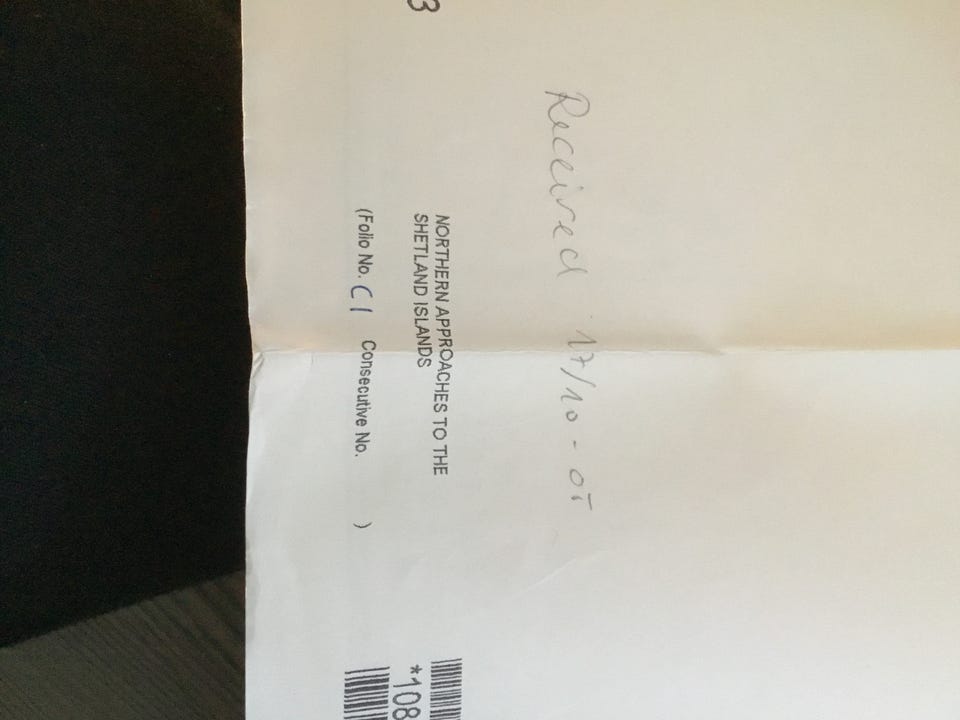 Received 17/10-05
3
NORTHERN APPROACHES TO THE
SHETLAND ISLANDS
*108
(Folio No. C1 Consecutive No. )